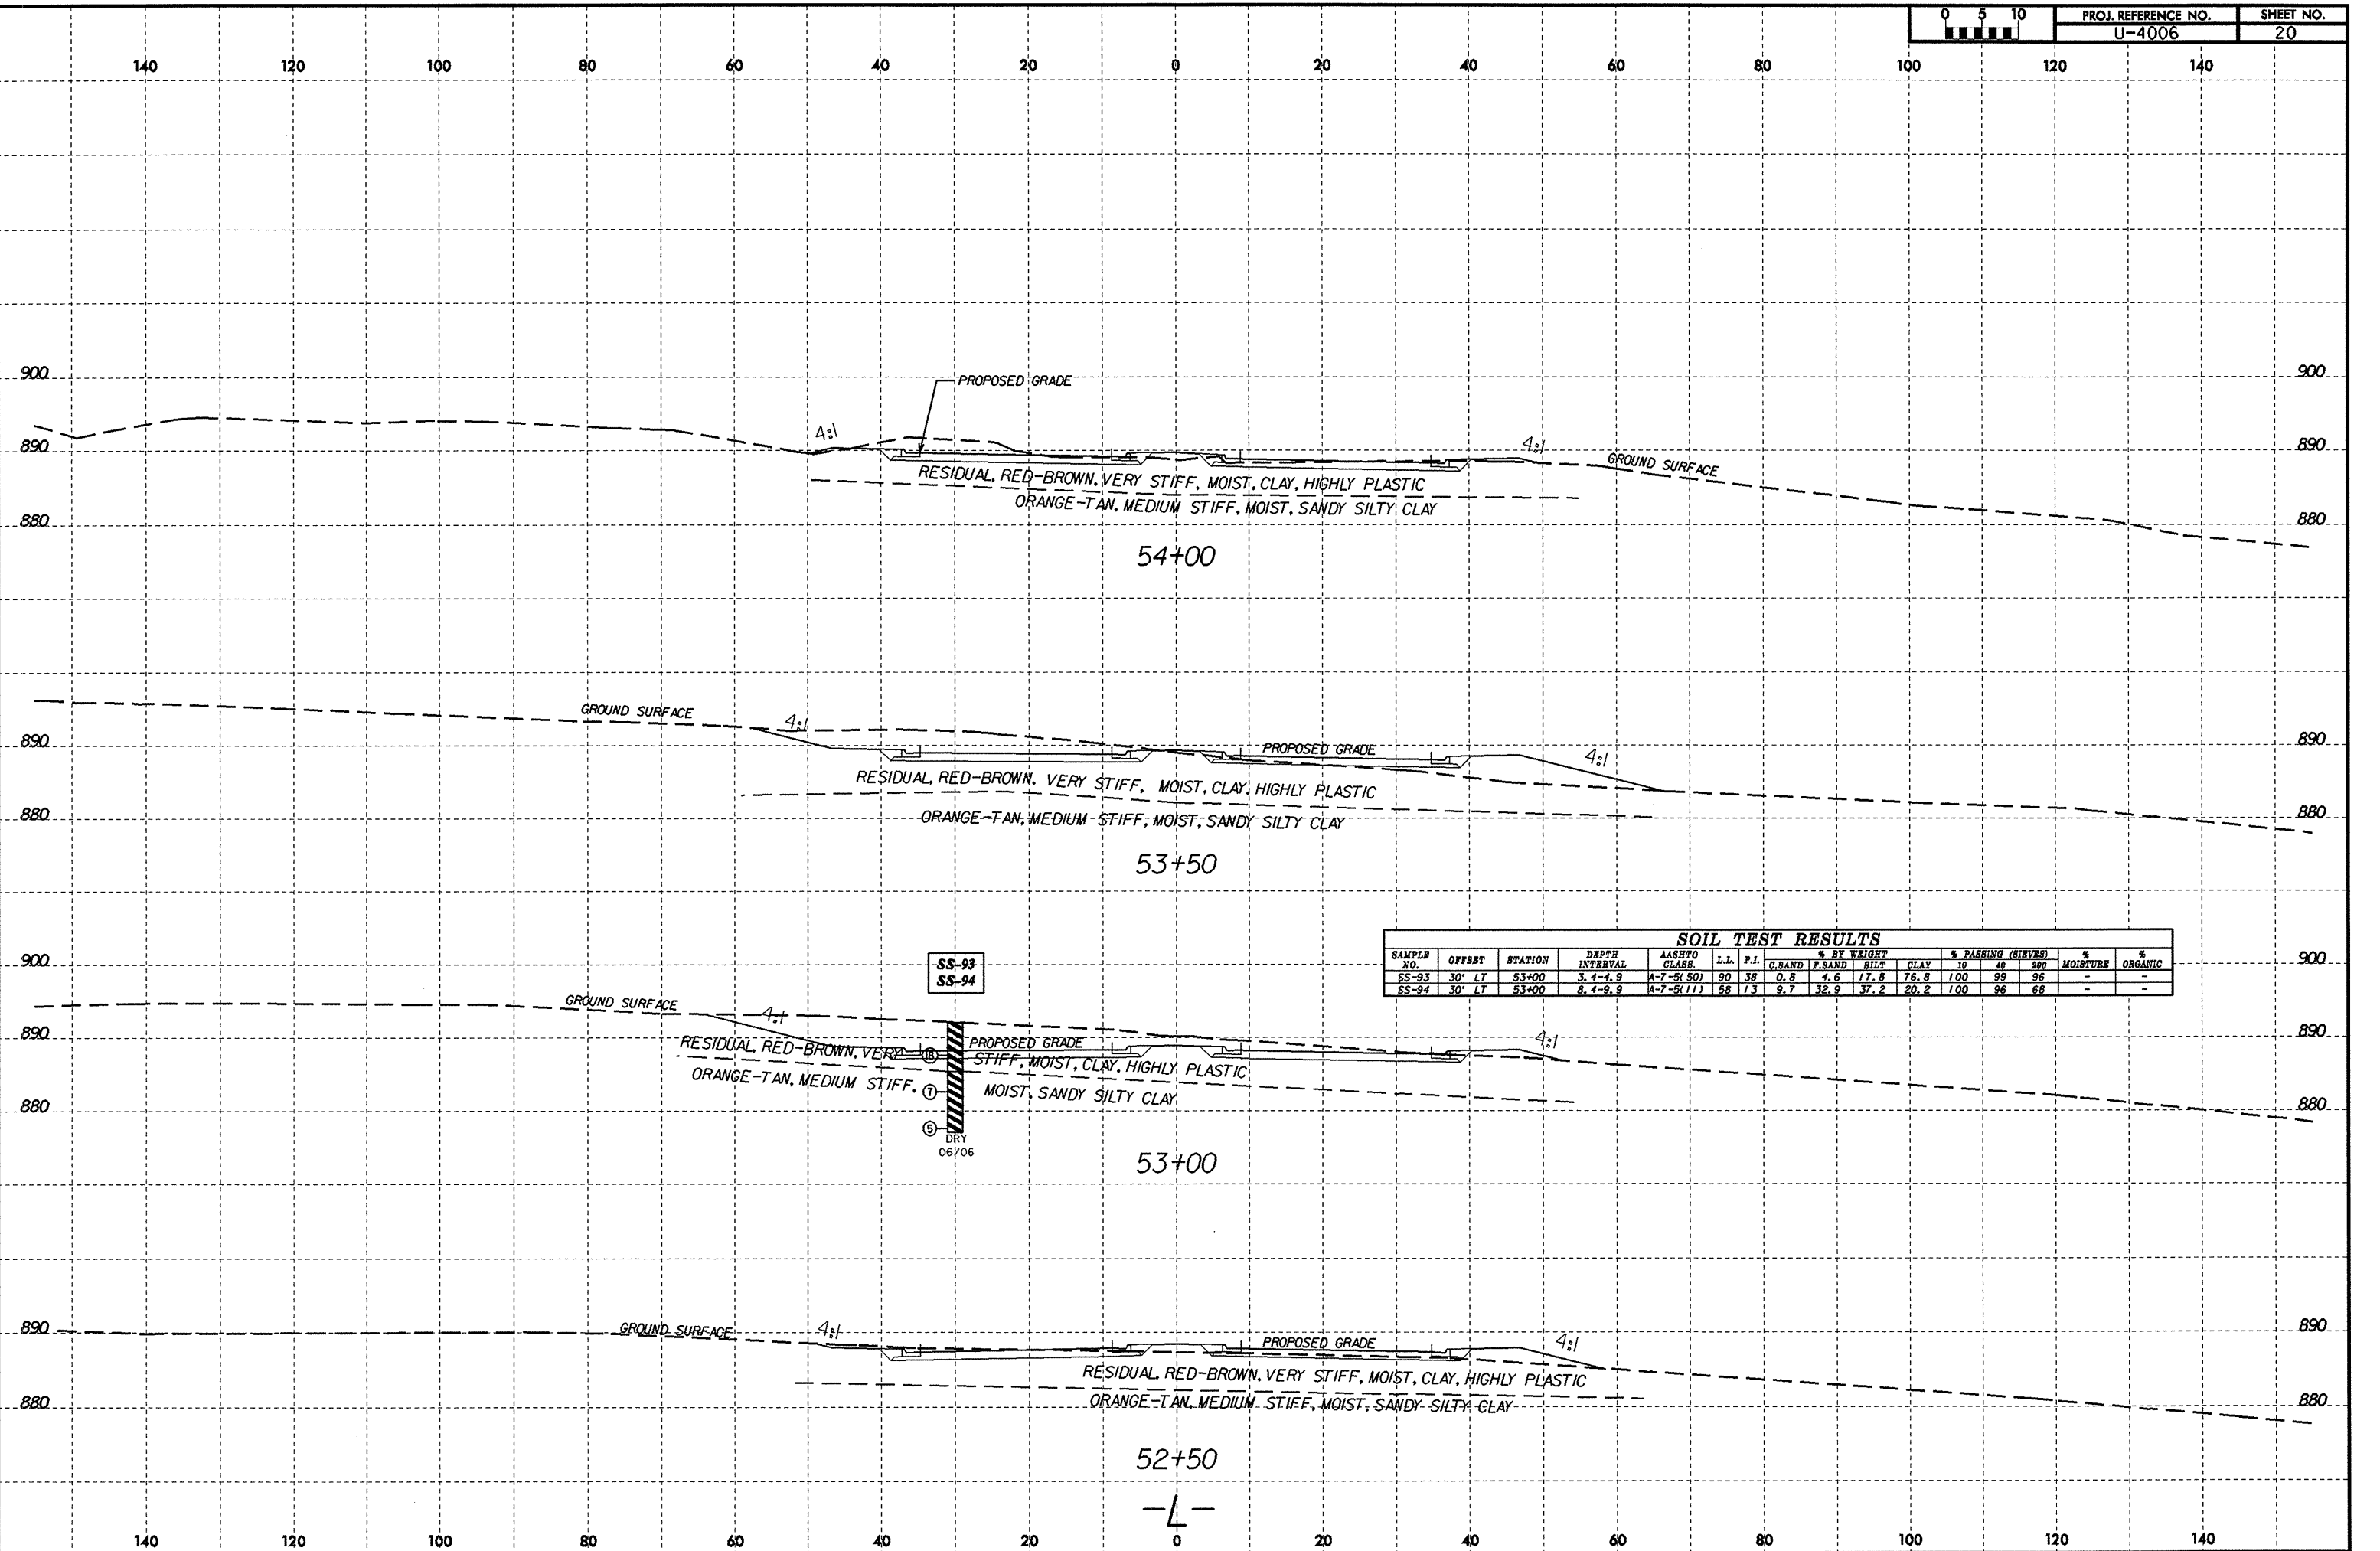 0 5 10
PROJ. REFERENCE NO. SHEET NO.
U-4006 20
140 120 100 80 60 40 20 0 20 40 60 80 100 120 140
900 PROPOSED GRADE 900
4:1 4:1
890 890
GROUND SURFACE
RESIDUAL, RED-BROWN, VERY STIFF, MOIST, CLAY, HIGHLY PLASTIC
ORANGE-TAN, MEDIUM STIFF, MOIST, SANDY SILTY CLAY
880 880
54+00
GROUND SURFACE 4:1
890 PROPOSED GRADE 4:1 890
RESIDUAL, RED-BROWN, VERY STIFF, MOIST, CLAY, HIGHLY PLASTIC
880 ORANGE-TAN, MEDIUM STIFF, MOIST, SANDY SILTY CLAY 880
53+50
SOIL TEST RESULTS
SAMPLE NO. OFFSET STATION DEPTH INTERVAL AASHTO CLASS. L.L. P.I. % BY WEIGHT % PASSING (SIEVES) % MOISTURE % ORGANIC
C.SAND F.SAND SILT CLAY 10 40 200
SS-93 30' LT 53+00 3.4-4.9 A-7-5(50) 90 38 0.8 4.6 17.8 76.8 100 99 96 - -
SS-94 30' LT 53+00 8.4-9.9 A-7-5(11) 58 13 9.7 32.9 37.2 20.2 100 96 68 - -
900 900
SS-93
SS-94
GROUND SURFACE 4:1
890 PROPOSED GRADE 4:1 890
RESIDUAL, RED-BROWN, VERY 18 STIFF, MOIST, CLAY, HIGHLY PLASTIC
ORANGE-TAN, MEDIUM STIFF, 7 MOIST, SANDY SILTY CLAY
880 880
5
DRY
06/06
53+00
890 GROUND SURFACE 4:1 PROPOSED GRADE 4:1 890
RESIDUAL, RED-BROWN, VERY STIFF, MOIST, CLAY, HIGHLY PLASTIC
880 ORANGE-TAN, MEDIUM STIFF, MOIST, SANDY SILTY CLAY 880
52+50
-L-
140 120 100 80 60 40 20 0 20 40 60 80 100 120 140